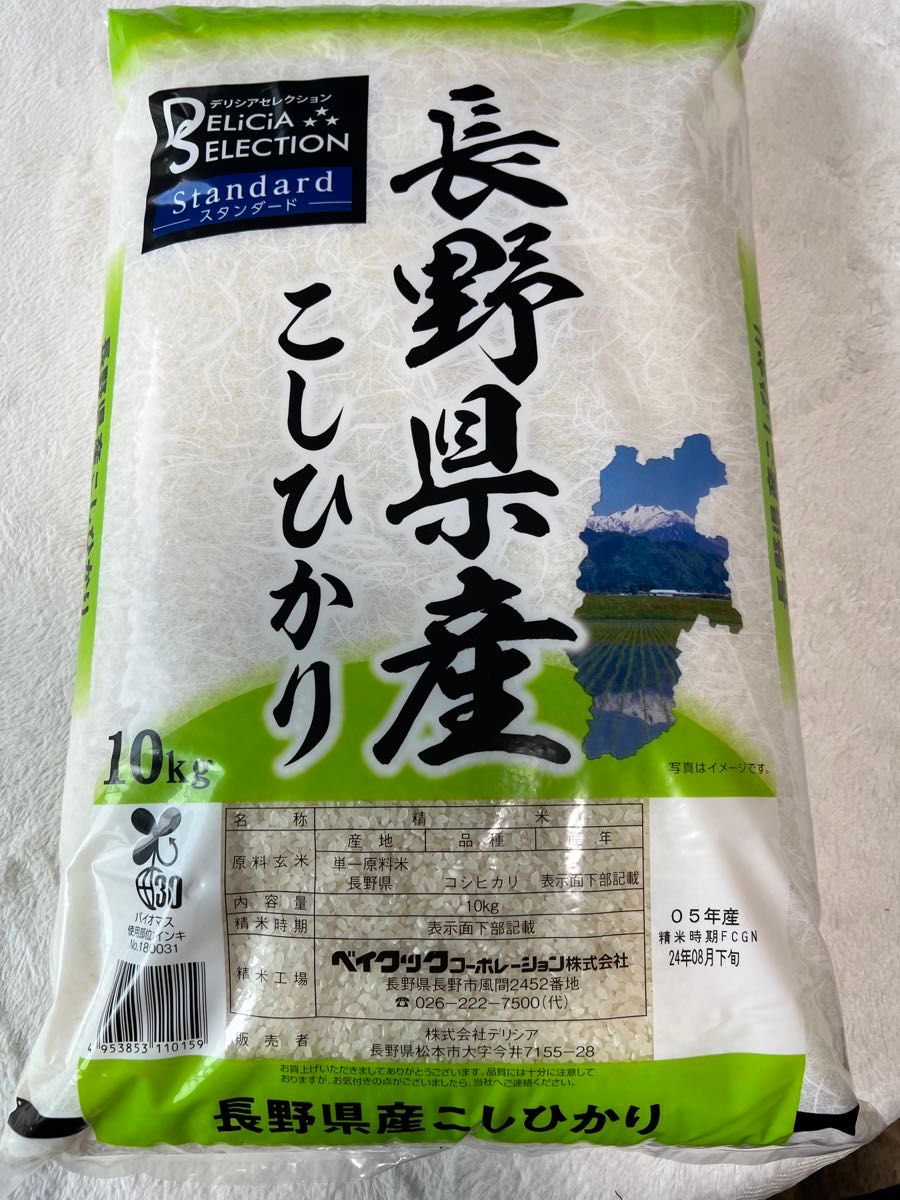 デリシアセレクション
DELiCiA
SELECTION
Standard
スタンダード
長野県産
こしひかり
10kg
写真はイメージです。
名称 精米
原料玄米 産地 品種 産年
単一原料米
長野県 コシヒカリ 表示面下部記載
内容量 10kg
精米時期 表示面下部記載
精米工場 ベイクックコーポレーション株式会社
長野県長野市風間2452番地
☎026-222-7500(代)
販売者 株式会社デリシア
長野県松本市大字今井7155-28
05年産
精米時期FCGN
24年08月下旬
30
バイオマス
使用部位:インキ
No.180031
4 953853 110159
お買上げいただきましてありがとうございます。品質には十分に注意して
おりますが、お気付きの点がございましたら、当社へご連絡ください。
長野県産こしひかり
長野県産こしひかり